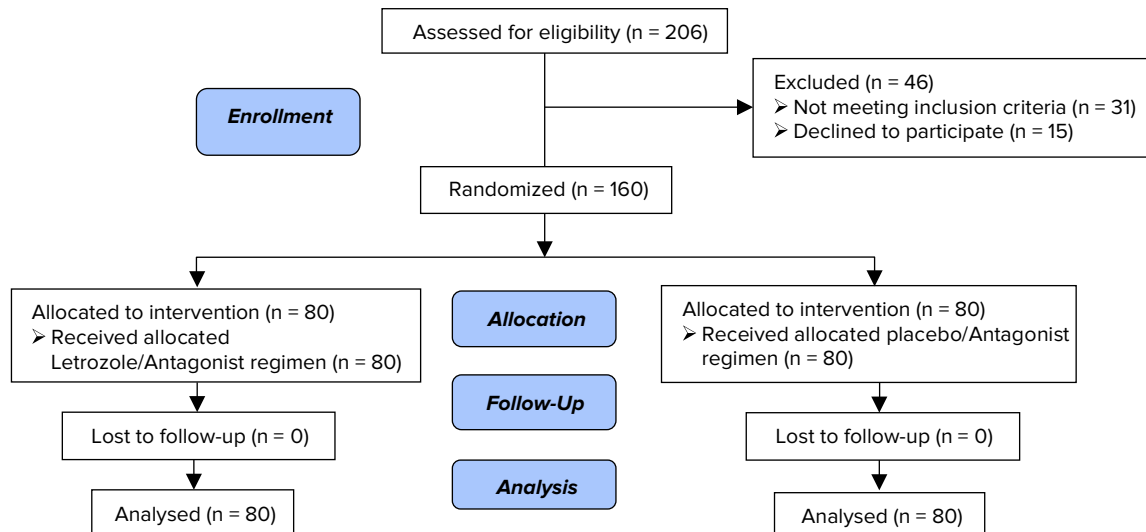 Assessed for eligibility (n = 206)
Excluded (n = 46)
➢ Not meeting inclusion criteria (n = 31)
➢ Declined to participate (n = 15)
Enrollment
Randomized (n = 160)
Allocated to intervention (n = 80)
➢ Received allocated
Letrozole/Antagonist regimen (n = 80)
Allocation
Allocated to intervention (n = 80)
➢ Received allocated placebo/Antagonist
regimen (n = 80)
Follow-Up
Lost to follow-up (n = 0)
Lost to follow-up (n = 0)
Analysis
Analysed (n = 80)
Analysed (n = 80)